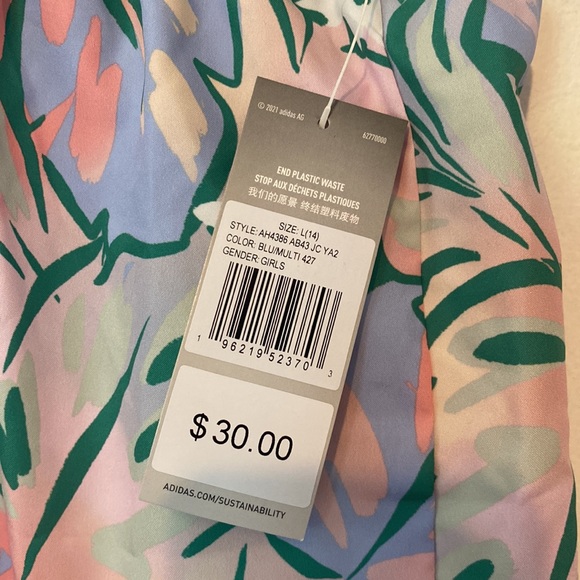 © 2021 adidas AG
62770000
END PLASTIC WASTE
STOP AUX DÉCHETS PLASTIQUES
我们的愿景 终结塑料废物
SIZE: L(14)
STYLE: AH4386 AB43 JC YA2
COLOR: BLU/MULTI 427
GENDER: GIRLS
1 96219 52370 3
$30.00
ADIDAS.COM/SUSTAINABILITY